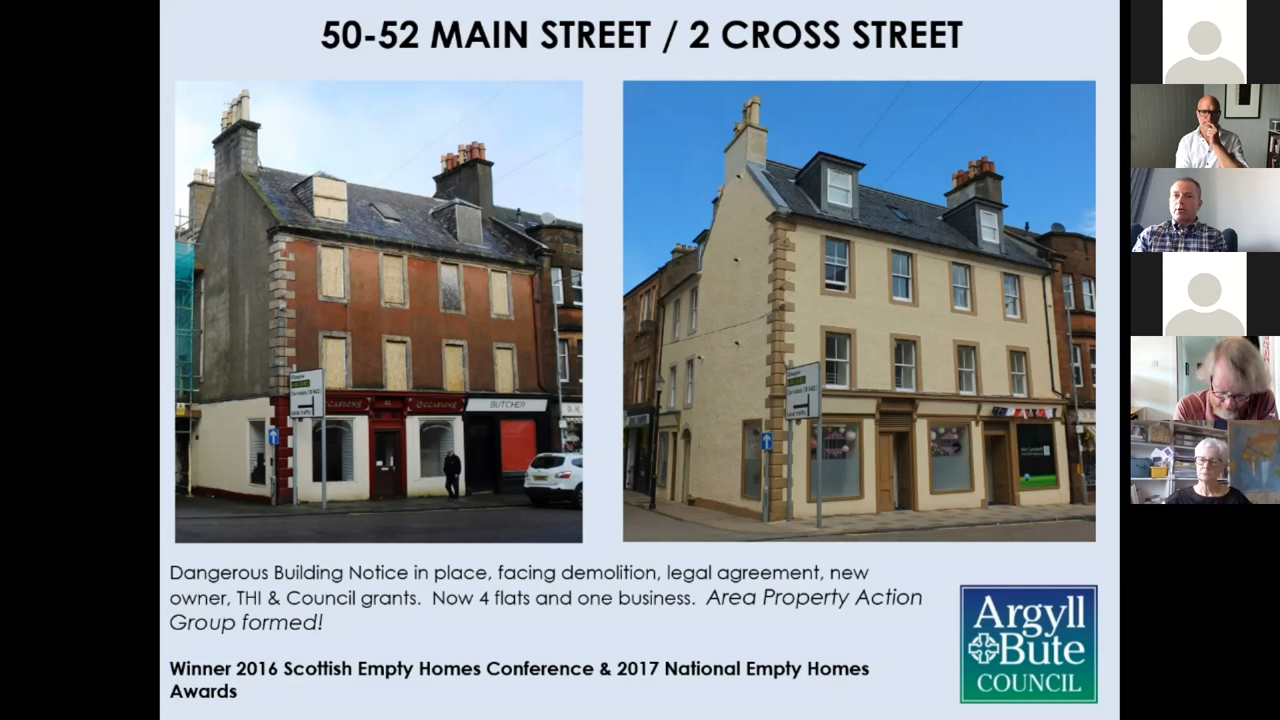 50-52 MAIN STREET / 2 CROSS STREET
OCCASIONS
BUTCHER
Dangerous Building Notice in place, facing demolition, legal agreement, new
owner, THI & Council grants.  Now 4 flats and one business.  Area Property Action
Group formed!
Winner 2016 Scottish Empty Homes Conference & 2017 National Empty Homes
Awards
Argyll
Bute
COUNCIL